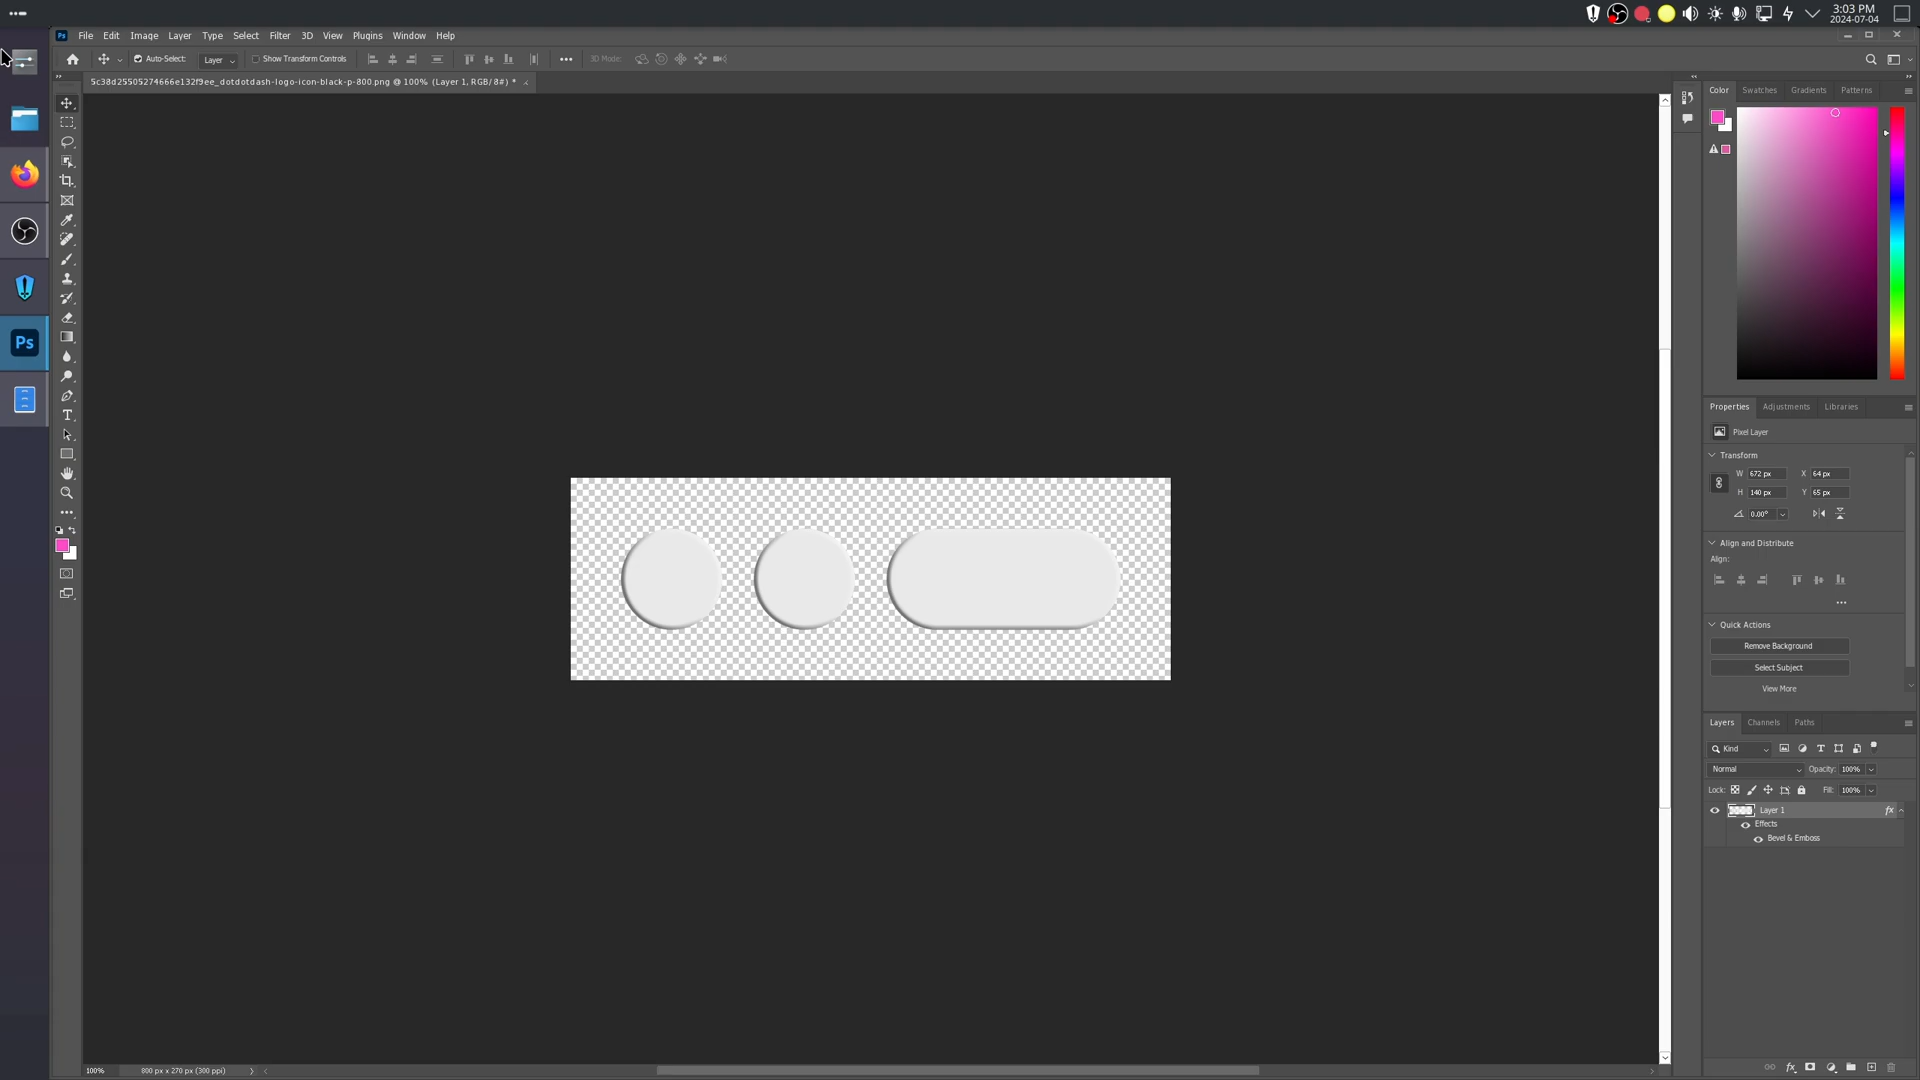 3:03 PM
2024-07-04
Ps File Edit Image Layer Type Select Filter 3D View Plugins Window Help
Auto-Select: Layer Show Transform Controls ••• 3D Mode:
5c38d25505274666e132f9ee_dotdotdash-logo-icon-black-p-800.png @ 100% (Layer 1, RGB/8#) *
Color Swatches Gradients Patterns
Ps
Properties Adjustments Libraries
Pixel Layer
Transform
W 672 px X 64 px
H 140 px Y 65 px
0.00°
Align and Distribute
Align:
•••
Quick Actions
Remove Background
Select Subject
View More
Layers Channels Paths
Kind
Normal Opacity: 100%
Lock: Fill: 100%
Layer 1 fx
Effects
Bevel & Emboss
100% 800 px x 270 px (300 ppi)
fx